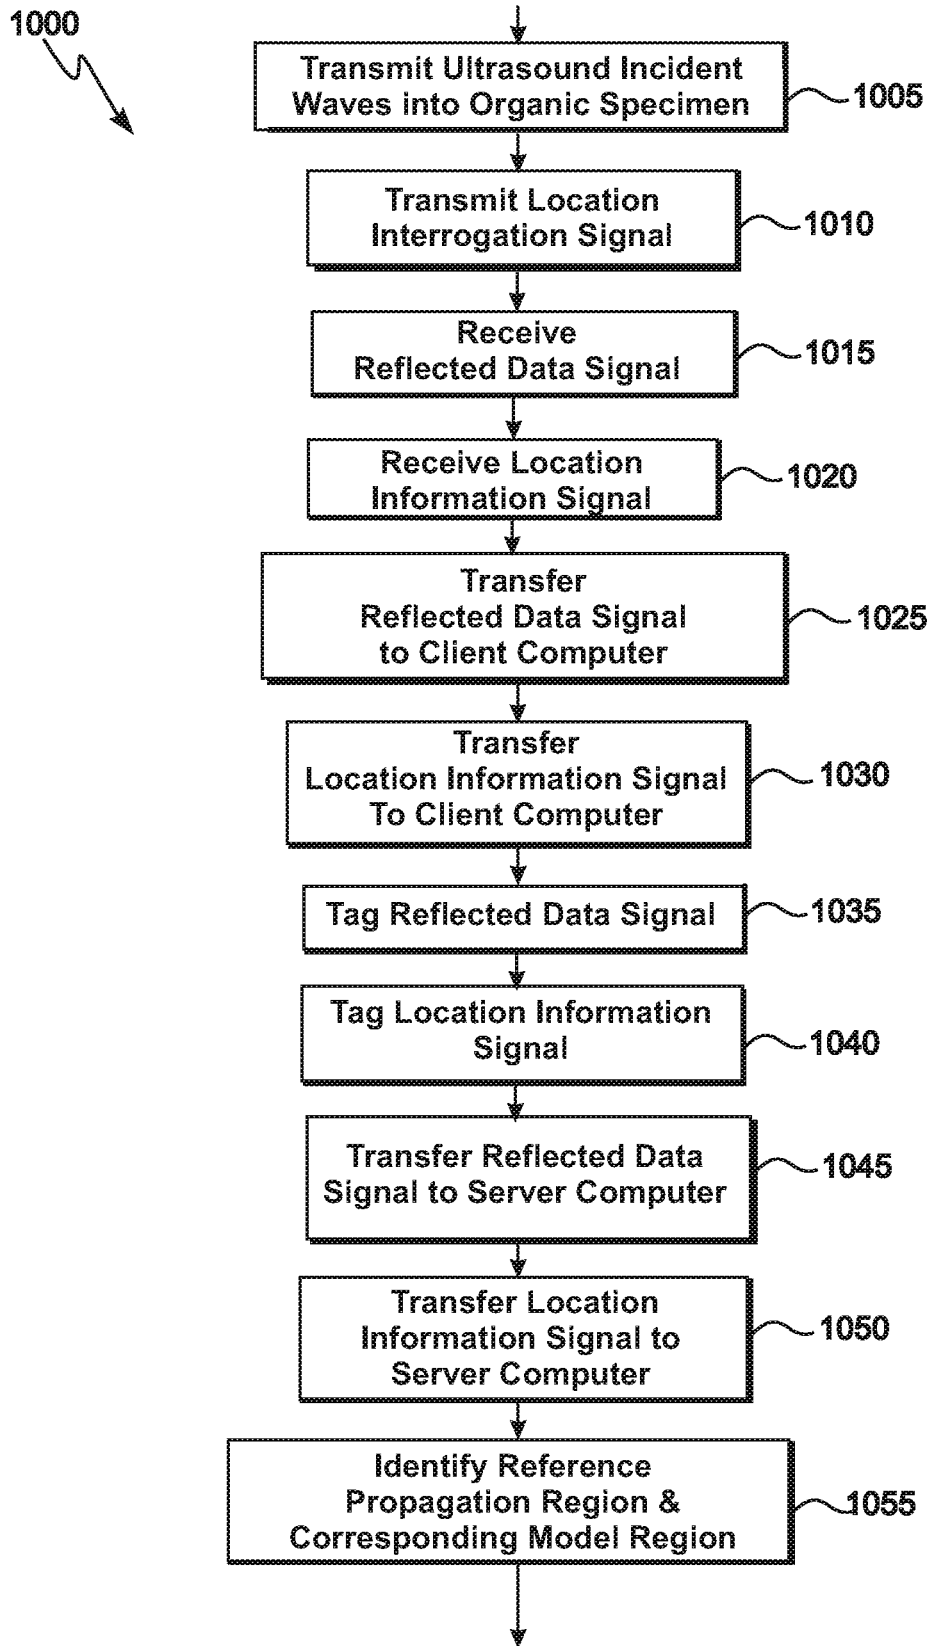 1000
Transmit Ultrasound Incident
Waves into Organic Specimen
1005
Transmit Location
Interrogation Signal
1010
Receive
Reflected Data Signal
1015
Receive Location
Information Signal
1020
Transfer
Reflected Data Signal
to Client Computer
1025
Transfer
Location Information Signal
To Client Computer
1030
Tag Reflected Data Signal
1035
Tag Location Information
Signal
1040
Transfer Reflected Data
Signal to Server Computer
1045
Transfer Location
Information Signal to
Server Computer
1050
Identify Reference
Propagation Region &
Corresponding Model Region
1055